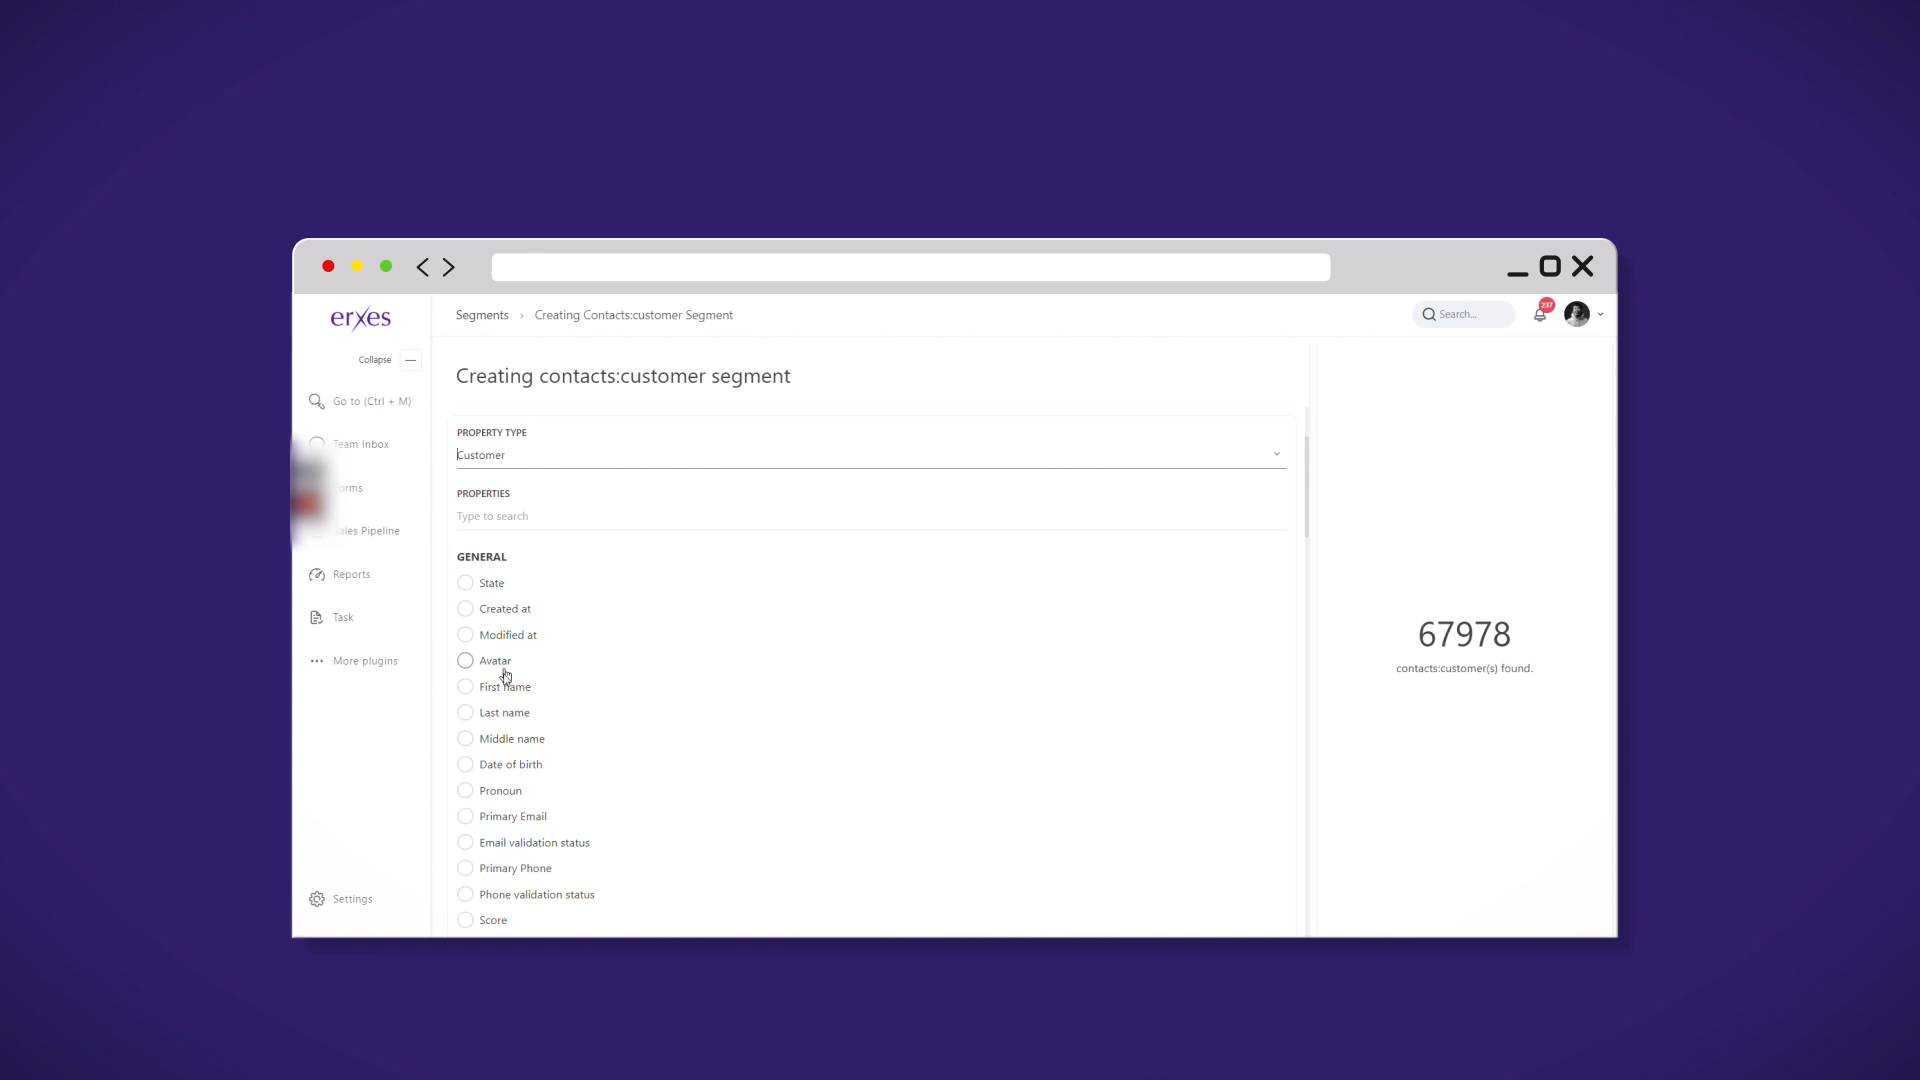 erxes
Segments › Creating Contacts:customer Segment
Search...
237
Collapse
Go to (Ctrl + M)
Team Inbox
orms
ales Pipeline
Reports
Task
More plugins
Settings
Creating contacts:customer segment
PROPERTY TYPE
Customer
PROPERTIES
Type to search
GENERAL
State
Created at
Modified at
Avatar
First name
Last name
Middle name
Date of birth
Pronoun
Primary Email
Email validation status
Primary Phone
Phone validation status
Score
67978
contacts:customer(s) found.